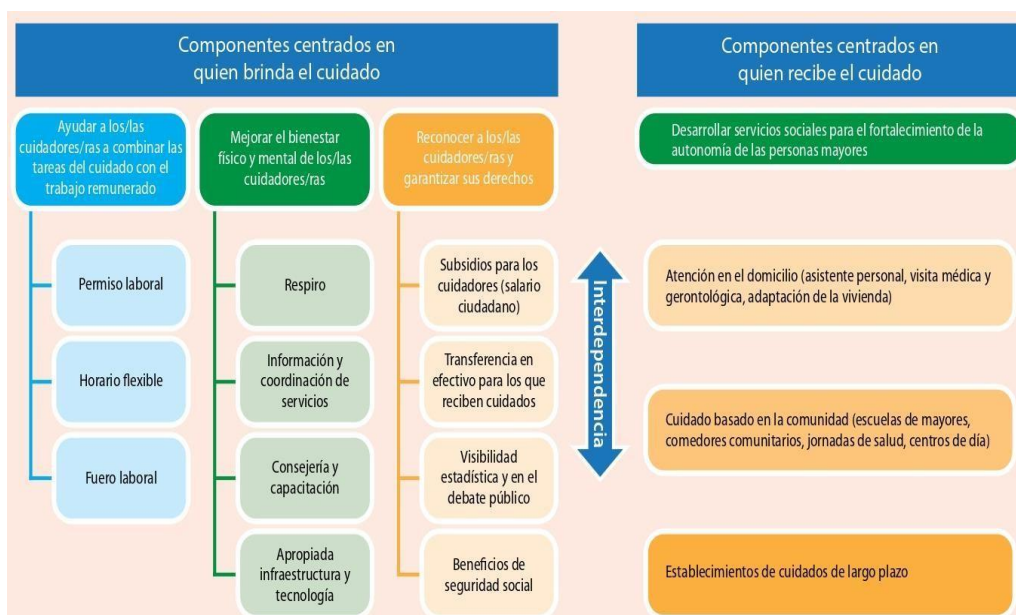 Componentes centrados en
quien brinda el cuidado
Componentes centrados en
quien recibe el cuidado
Ayudar a los/las
cuidadores/ras a combinar las
tareas del cuidado con el
trabajo remunerado
Mejorar el bienestar
físico y mental de los/las
cuidadores/ras
Reconocer a los/las
cuidadores/ras y
garantizar sus derechos
Desarrollar servicios sociales para el fortalecimiento de la
autonomía de las personas mayores
Permiso laboral
Horario flexible
Fuero laboral
Respiro
Información y
coordinación de
servicios
Consejería y
capacitación
Apropiada
infraestructura y
tecnología
Subsidios para los
cuidadores (salario
ciudadano)
Transferencia en
efectivo para los que
reciben cuidados
Visibilidad
estadística y en el
debate público
Beneficios de
seguridad social
Interdependencia
Atención en el domicilio (asistente personal, visita médica y
gerontológica, adaptación de la vivienda)
Cuidado basado en la comunidad (escuelas de mayores,
comedores comunitarios, jornadas de salud, centros de día)
Establecimientos de cuidados de largo plazo